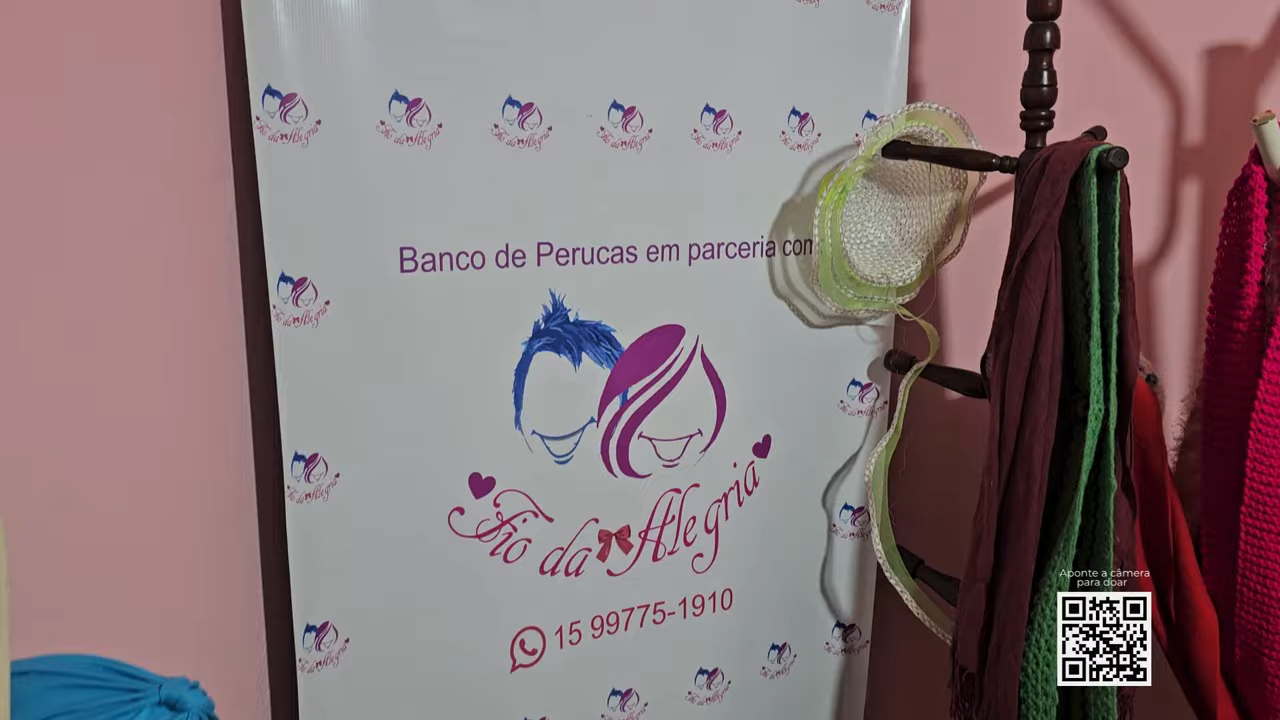 Banco de Perucas em parceria com
Fio da Alegria
15 99775-1910
Aponte a câmera
para doar